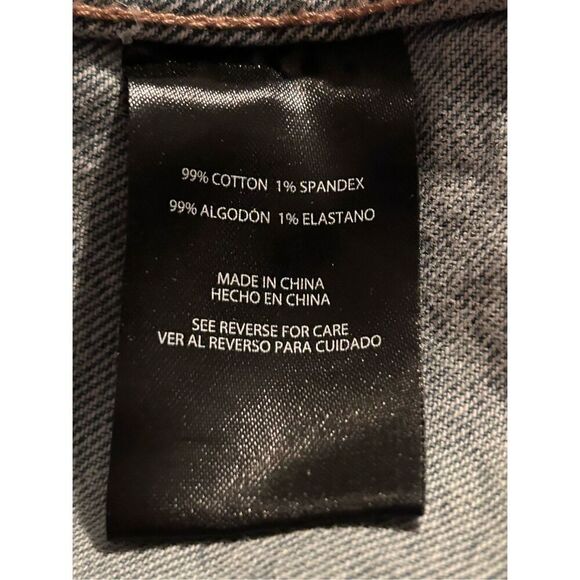 99% COTTON 1% SPANDEX
99% ALGODÓN 1% ELASTANO
MADE IN CHINA
HECHO EN CHINA
SEE REVERSE FOR CARE
VER AL REVERSO PARA CUIDADO